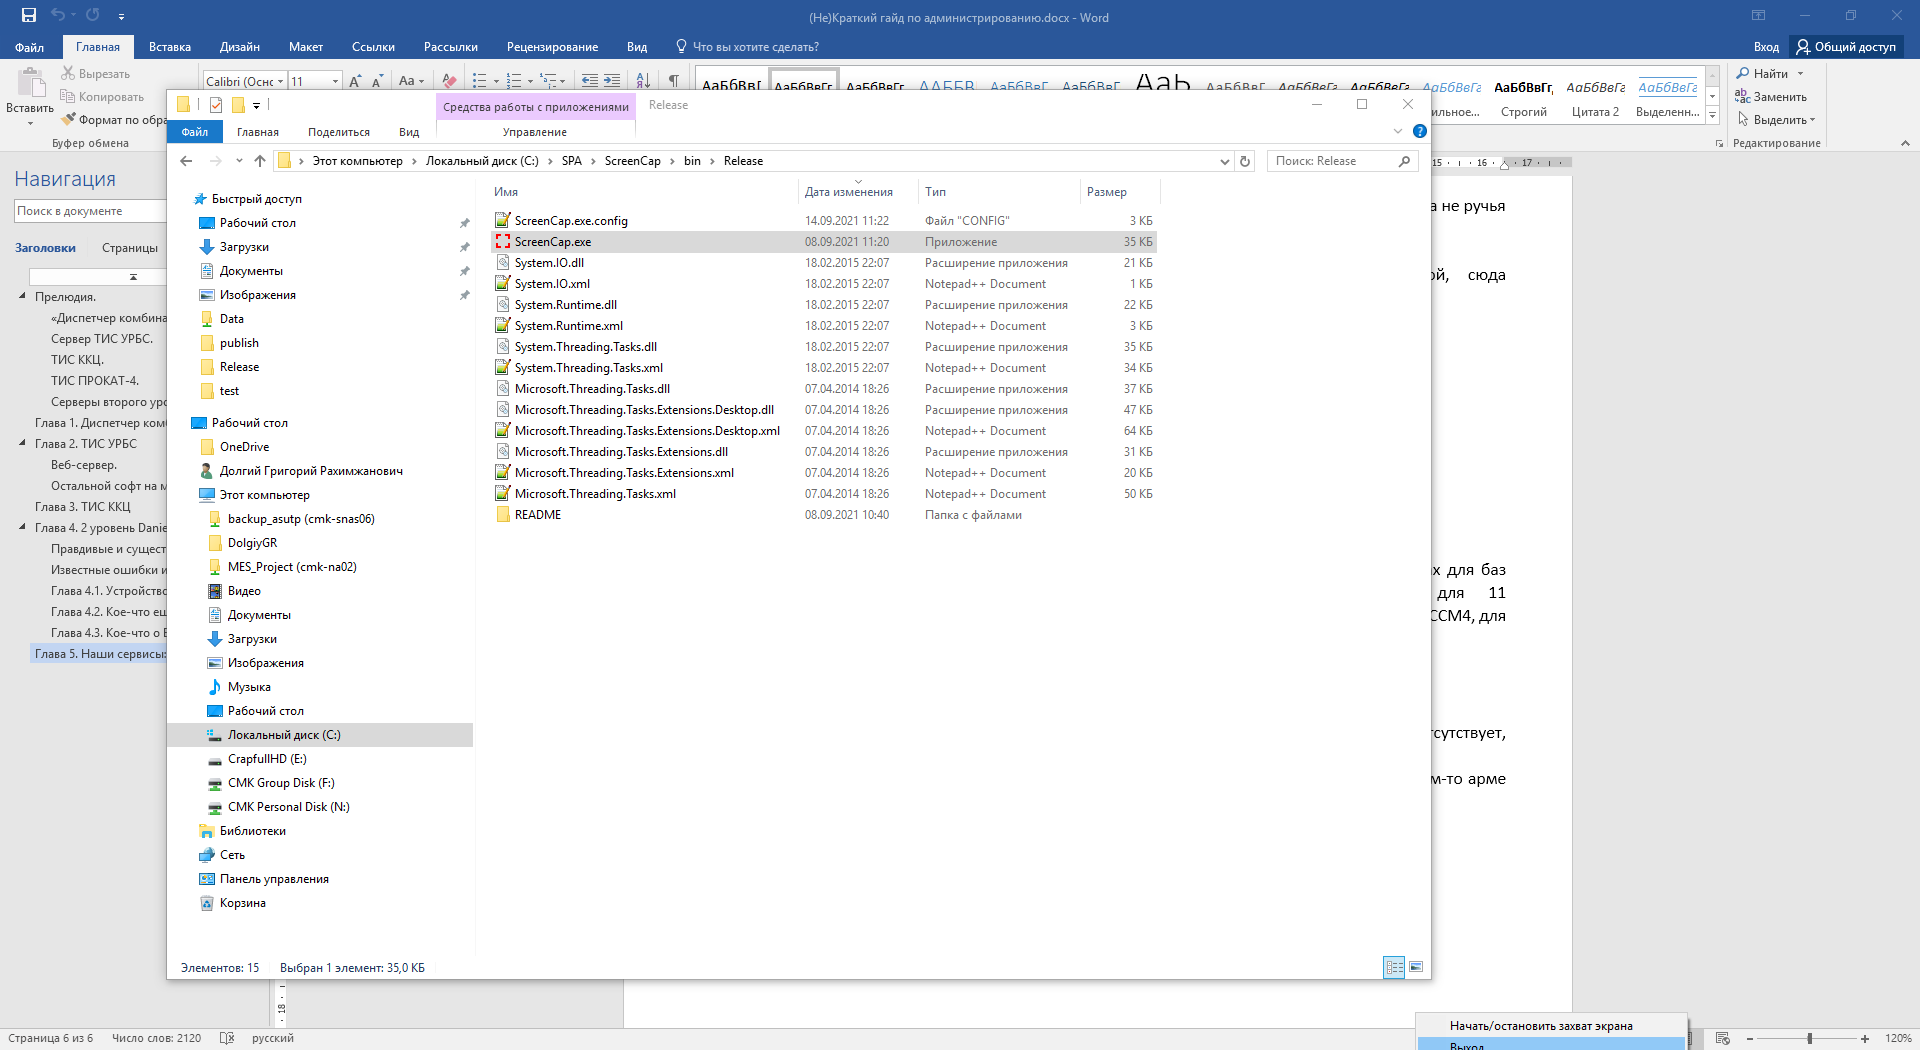 (Не)Краткий гайд по администрированию.docx - Word
Файл Главная Вставка Дизайн Макет Ссылки Рассылки Рецензирование Вид Что вы хотите сделать? Вход Общий доступ
Вставить
Вырезать
Копировать
Формат по обра
Буфер обмена
Calibri (Оснс 11
Строгий Цитата 2 Выделенн...
Найти
Заменить
Выделить
Редактирование
Средства работы с приложениями Release
Файл Главная Поделиться Вид Управление
Этот компьютер Локальный диск (C:) SPA ScreenCap bin Release
Поиск: Release
Навигация
Поиск в документе
Заголовки Страницы
Прелюдия.
«Диспетчер комбина
Сервер ТИС УРБС.
ТИС ККЦ.
ТИС ПРОКАТ-4.
Серверы второго уро
Глава 1. Диспетчер комб
Глава 2. ТИС УРБС
Веб-сервер.
Остальной софт на м
Глава 3. ТИС ККЦ
Глава 4. 2 уровень Danie
Правдивые и сущест
Известные ошибки и
Глава 4.1. Устройство
Глава 4.2. Кое-что ещ
Глава 4.3. Кое-что о
Глава 5. Наши сервисы:
Быстрый доступ
Рабочий стол
Загрузки
Документы
Изображения
Data
publish
Release
test
Рабочий стол
OneDrive
Долгий Григорий Рахимжанович
Этот компьютер
backup_asutp (cmk-snas06)
DolgiyGR
MES_Project (cmk-na02)
Видео
Документы
Загрузки
Изображения
Музыка
Рабочий стол
Локальный диск (C:)
CrapfullHD (E:)
CMK Group Disk (F:)
CMK Personal Disk (N:)
Библиотеки
Сеть
Панель управления
Корзина
Имя Дата изменения Тип Размер
ScreenCap.exe.config 14.09.2021 11:22 Файл "CONFIG" 3 КБ
ScreenCap.exe 08.09.2021 11:20 Приложение 35 КБ
System.IO.dll 18.02.2015 22:07 Расширение приложения 21 КБ
System.IO.xml 18.02.2015 22:07 Notepad++ Document 1 КБ
System.Runtime.dll 18.02.2015 22:07 Расширение приложения 22 КБ
System.Runtime.xml 18.02.2015 22:07 Notepad++ Document 3 КБ
System.Threading.Tasks.dll 18.02.2015 22:07 Расширение приложения 35 КБ
System.Threading.Tasks.xml 18.02.2015 22:07 Notepad++ Document 34 КБ
Microsoft.Threading.Tasks.dll 07.04.2014 18:26 Расширение приложения 37 КБ
Microsoft.Threading.Tasks.Extensions.Desktop.dll 07.04.2014 18:26 Расширение приложения 47 КБ
Microsoft.Threading.Tasks.Extensions.Desktop.xml 07.04.2014 18:26 Notepad++ Document 64 КБ
Microsoft.Threading.Tasks.Extensions.dll 07.04.2014 18:26 Расширение приложения 31 КБ
Microsoft.Threading.Tasks.Extensions.xml 07.04.2014 18:26 Notepad++ Document 20 КБ
Microsoft.Threading.Tasks.xml 07.04.2014 18:26 Notepad++ Document 50 КБ
README 08.09.2021 10:40 Папка с файлами
Элементов: 15 Выбран 1 элемент: 35,0 КБ
15 16 17
а не ручья
ой, сюда
х для баз
для 11
ССМ4, для
тсутствует,
м-то арме
18
Начать/остановить захват экрана
Выход
Страница 6 из 6 Число слов: 2120 русский 120%